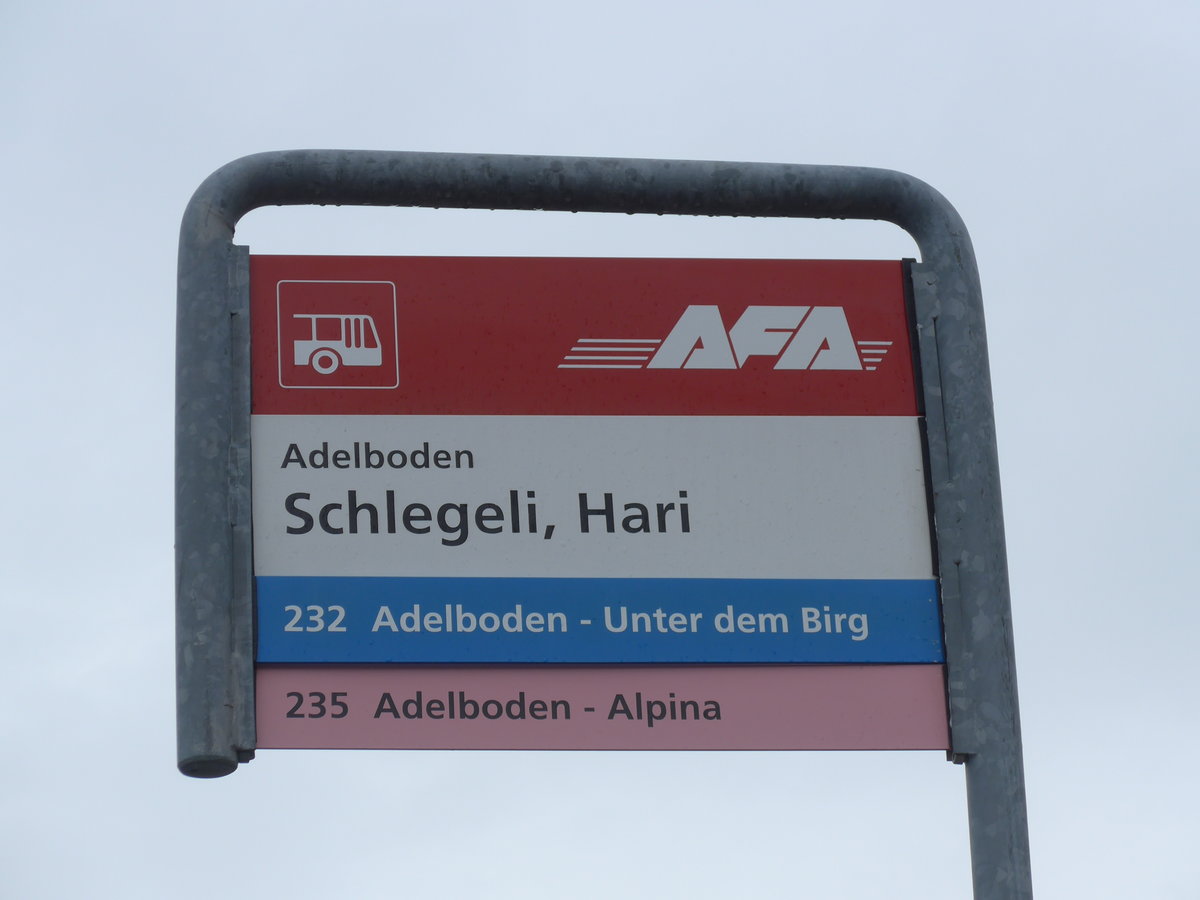 AFA
Adelboden
Schlegeli, Hari
232 Adelboden - Unter dem Birg
235 Adelboden - Alpina